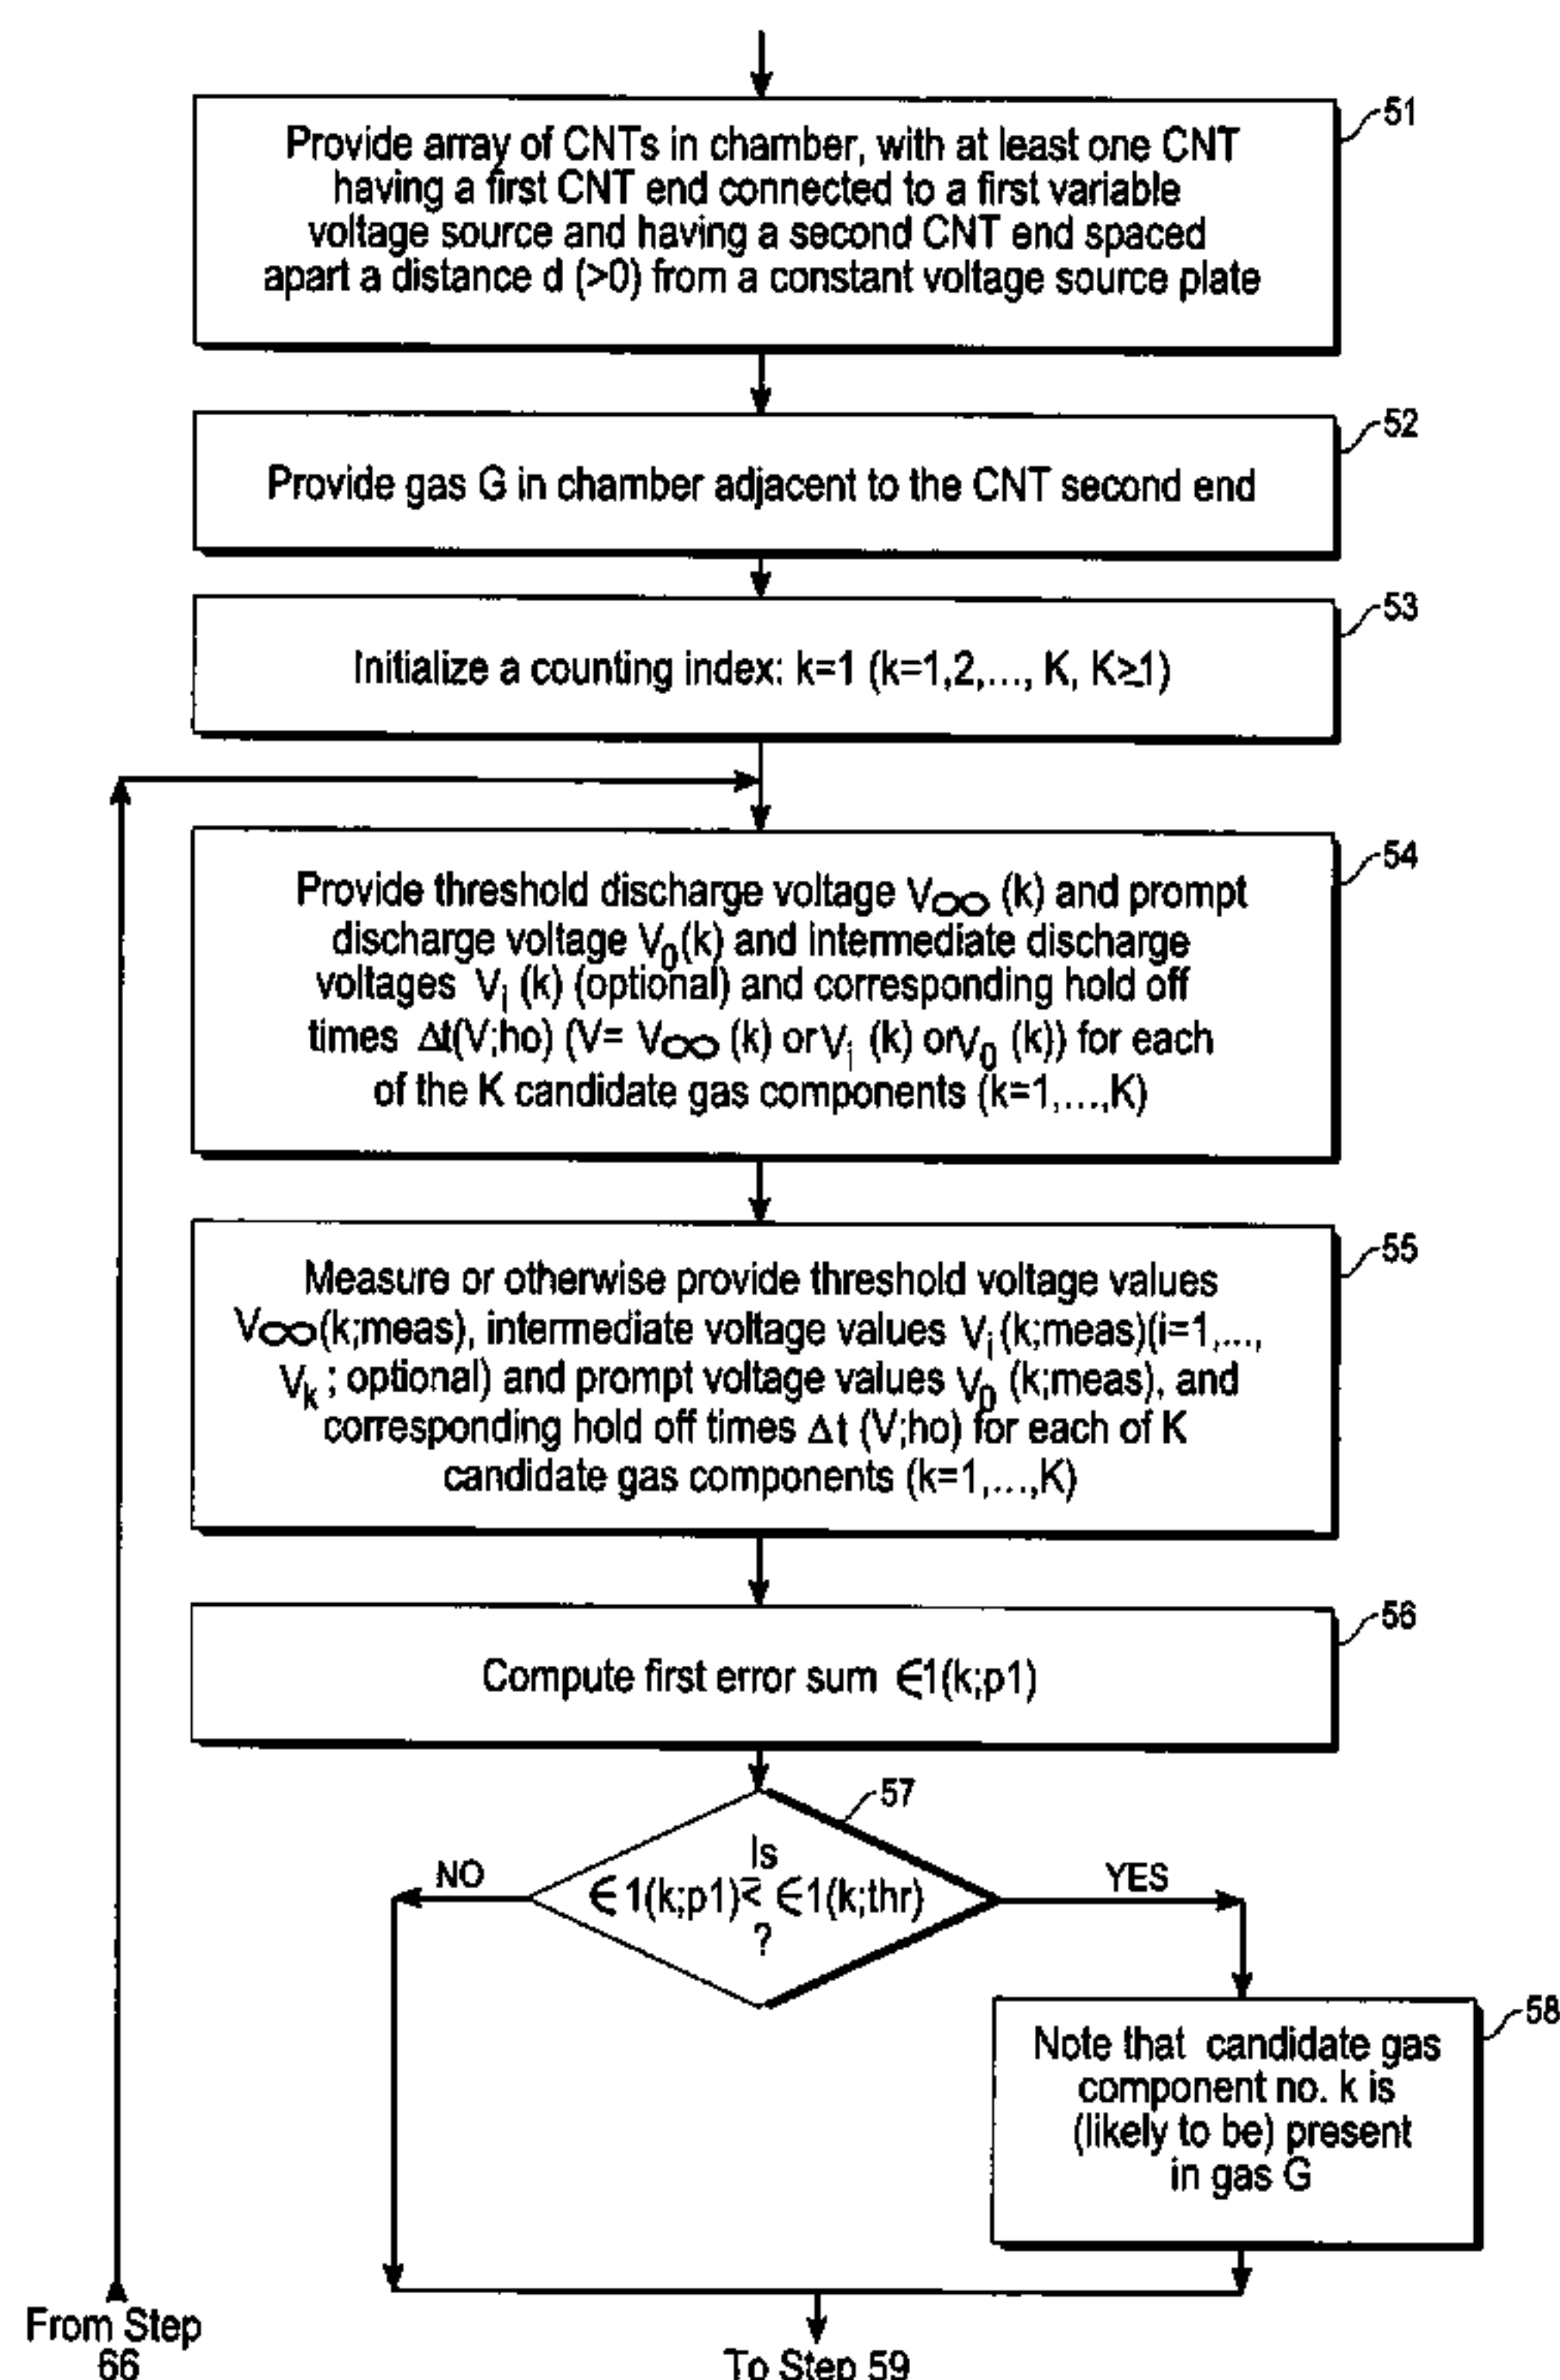 51
Provide array of CNTs in chamber, with at least one CNT
having a first CNT end connected to a first variable
voltage source and having a second CNT end spaced
apart a distance d (>0) from a constant voltage source plate
52
Provide gas G in chamber adjacent to the CNT second end
53
Initialize a counting index: k=1 (k=1,2,..., K, K≥1)
54
Provide threshold discharge voltage V∞ (k) and prompt
discharge voltage V₀(k) and intermediate discharge
voltages Vᵢ (k) (optional) and corresponding hold off
times Δt(V;ho) (V= V∞ (k) or Vᵢ (k) or V₀ (k)) for each
of the K candidate gas components (k=1,...,K)
55
Measure or otherwise provide threshold voltage values
V∞(k;meas), intermediate voltage values Vᵢ (k;meas)(i=1,...,
Vₖ ; optional) and prompt voltage values V₀ (k;meas), and
corresponding hold off times Δt (V;ho) for each of K
candidate gas components (k=1,...,K)
56
Compute first error sum ∈1(k;p1)
57
Is
∈1(k;p1) ≤ ∈1(k;thr)
?
NO
YES
58
Note that candidate gas
component no. k is
(likely to be) present
in gas G
From Step
66
To Step 59